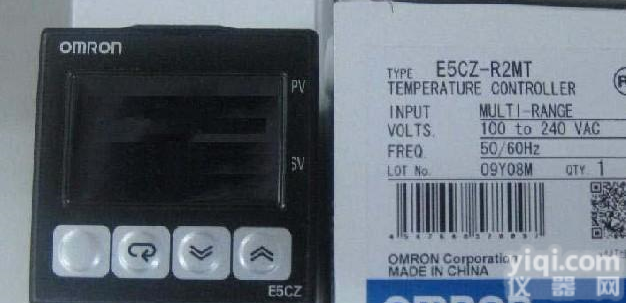 OMRON
PV
SV
E5CZ
TYPE E5CZ-R2MT
TEMPERATURE CONTROLLER
INPUT MULTI-RANGE
VOLTS. 100 to 240 VAC
FREQ. 50/60Hz
LOT No. 09Y08M QTY 1
OMRON Corporation
MADE IN CHINA
OMRON
yiqi.com
仪器网